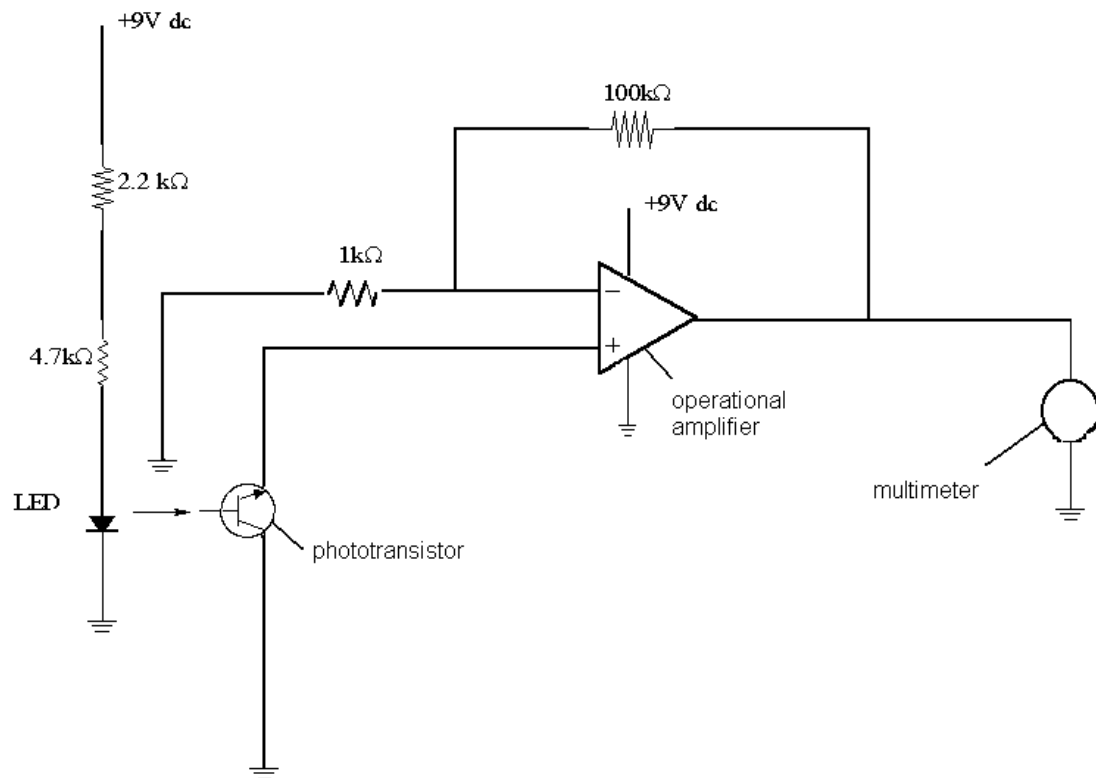 +9V dc
100kΩ
2.2 kΩ
+9V dc
1kΩ
−
4.7kΩ
+
operational
amplifier
LED
multimeter
phototransistor